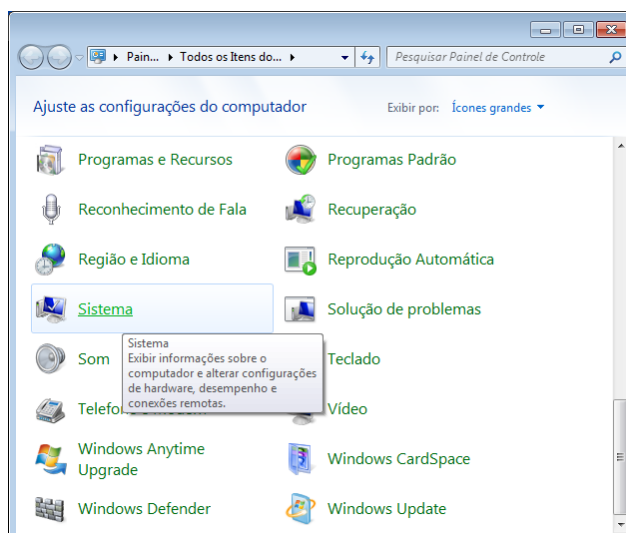 Pain... Todos os Itens do... Pesquisar Painel de Controle
Ajuste as configurações do computador Exibir por: Ícones grandes
Programas e Recursos Programas Padrão
Reconhecimento de Fala Recuperação
Região e Idioma Reprodução Automática
Sistema Solução de problemas
Sistema
Exibir informações sobre o
computador e alterar configurações
de hardware, desempenho e
conexões remotas.
Som Teclado
Vídeo
Windows Anytime
Upgrade
Windows CardSpace
Windows Defender Windows Update